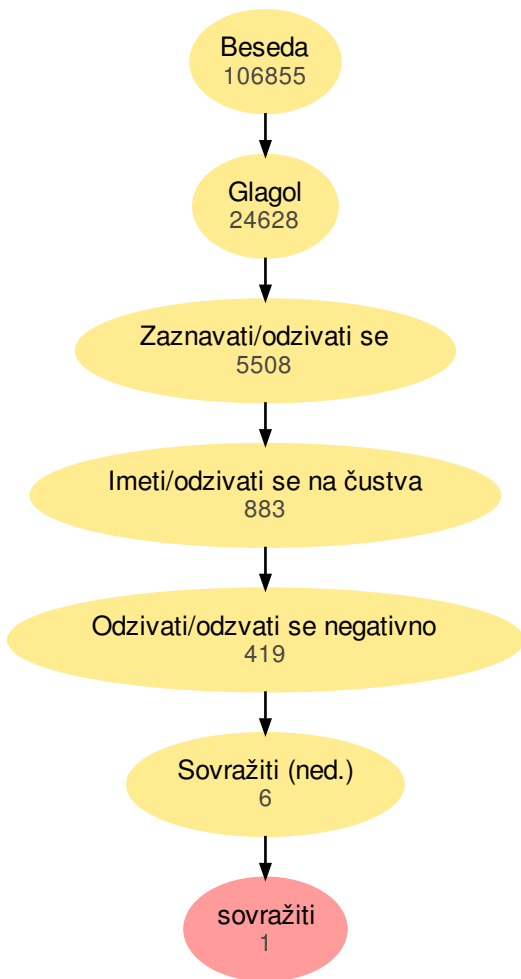 Beseda
106855
Glagol
24628
Zaznavati/odzivati se
5508
Imeti/odzivati se na čustva
883
Odzivati/odzvati se negativno
419
Sovražiti (ned.)
6
sovražiti
1